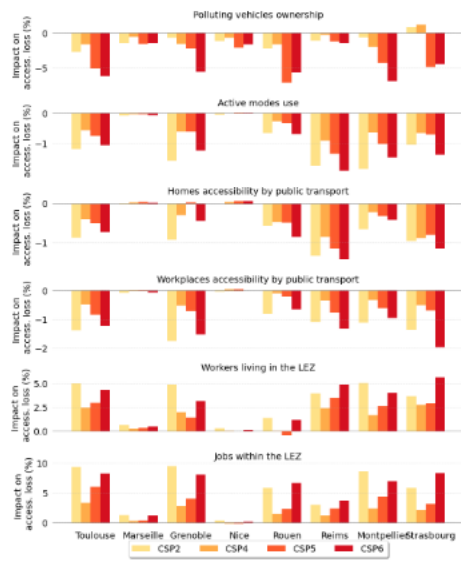 Polluting vehicles ownership
Impact on
access. loss (%)
0
−5
Active modes use
Impact on
access. loss (%)
0
−1
Homes accessibility by public transport
Impact on
access. loss (%)
0
−1
Workplaces accessibility by public transport
Impact on
access. loss (%)
0
−1
−2
Workers living in the LEZ
Impact on
access. loss (%)
5.0
2.5
0.0
Jobs within the LEZ
Impact on
access. loss (%)
10
5
0
Toulouse Marseille Grenoble Nice Rouen Reims Montpellier Strasbourg
CSP2 CSP4 CSP5 CSP6